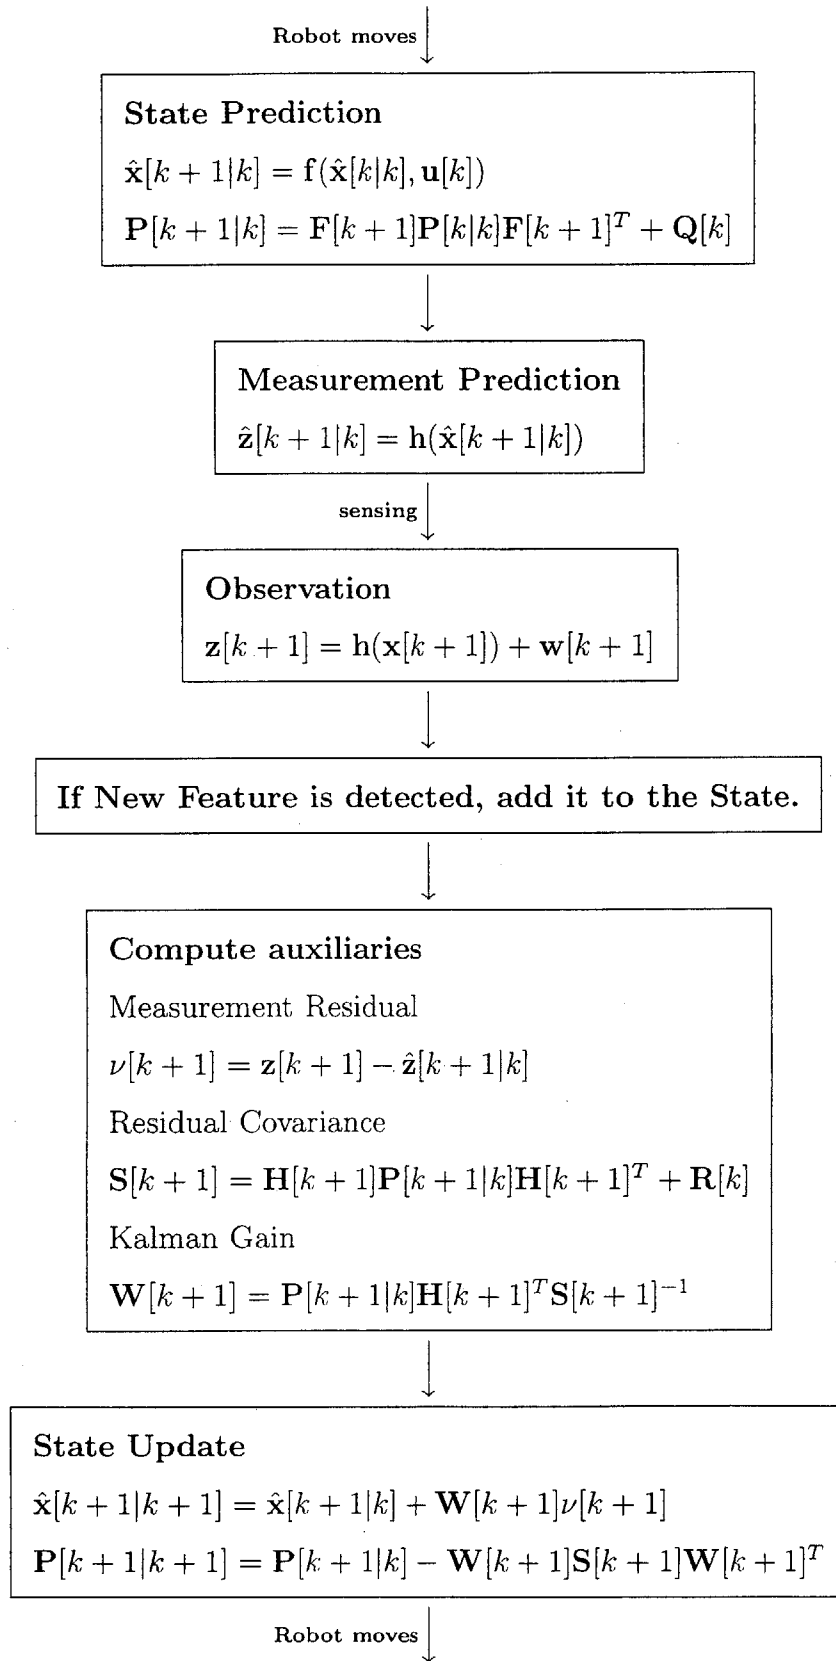 Robot moves
State Prediction
x̂[k + 1|k] = f(x̂[k|k], u[k])
P[k + 1|k] = F[k + 1]P[k|k]F[k + 1]ᵀ + Q[k]
Measurement Prediction
ẑ[k + 1|k] = h(x̂[k + 1|k])
sensing
Observation
z[k + 1] = h(x[k + 1]) + w[k + 1]
If New Feature is detected, add it to the State.
Compute auxiliaries
Measurement Residual
ν[k + 1] = z[k + 1] − ẑ[k + 1|k]
Residual Covariance
S[k + 1] = H[k + 1]P[k + 1|k]H[k + 1]ᵀ + R[k]
Kalman Gain
W[k + 1] = P[k + 1|k]H[k + 1]ᵀS[k + 1]⁻¹
State Update
x̂[k + 1|k + 1] = x̂[k + 1|k] + W[k + 1]ν[k + 1]
P[k + 1|k + 1] = P[k + 1|k] − W[k + 1]S[k + 1]W[k + 1]ᵀ
Robot moves